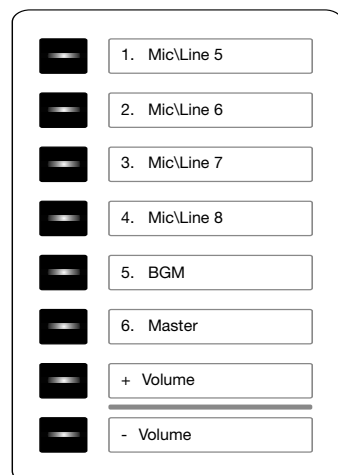 1. Mic\Line 5
2. Mic\Line 6
3. Mic\Line 7
4. Mic\Line 8
5. BGM
6. Master
+ Volume
- Volume